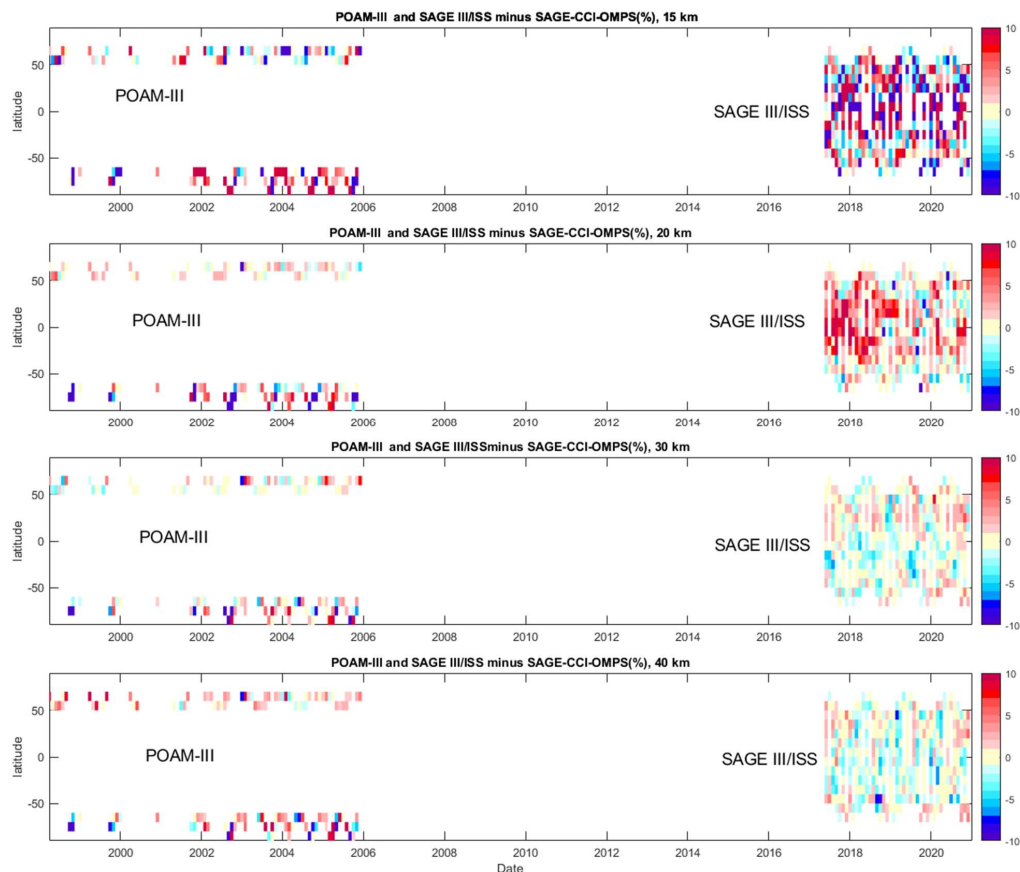 POAM-III and SAGE III/ISS minus SAGE-CCI-OMPS(%), 15 km
10
5
0
-5
-10
50
0
-50
latitude
POAM-III
SAGE III/ISS
2000 2002 2004 2006 2008 2010 2012 2014 2016 2018 2020
POAM-III and SAGE III/ISS minus SAGE-CCI-OMPS(%), 20 km
10
5
0
-5
-10
50
0
-50
latitude
POAM-III
SAGE III/ISS
2000 2002 2004 2006 2008 2010 2012 2014 2016 2018 2020
POAM-III and SAGE III/ISSminus SAGE-CCI-OMPS(%), 30 km
10
5
0
-5
-10
50
0
-50
latitude
POAM-III
SAGE III/ISS
2000 2002 2004 2006 2008 2010 2012 2014 2016 2018 2020
POAM-III and SAGE III/ISS minus SAGE-CCI-OMPS(%), 40 km
10
5
0
-5
-10
50
0
-50
latitude
POAM-III
SAGE III/ISS
2000 2002 2004 2006 2008 2010 2012 2014 2016 2018 2020
Date